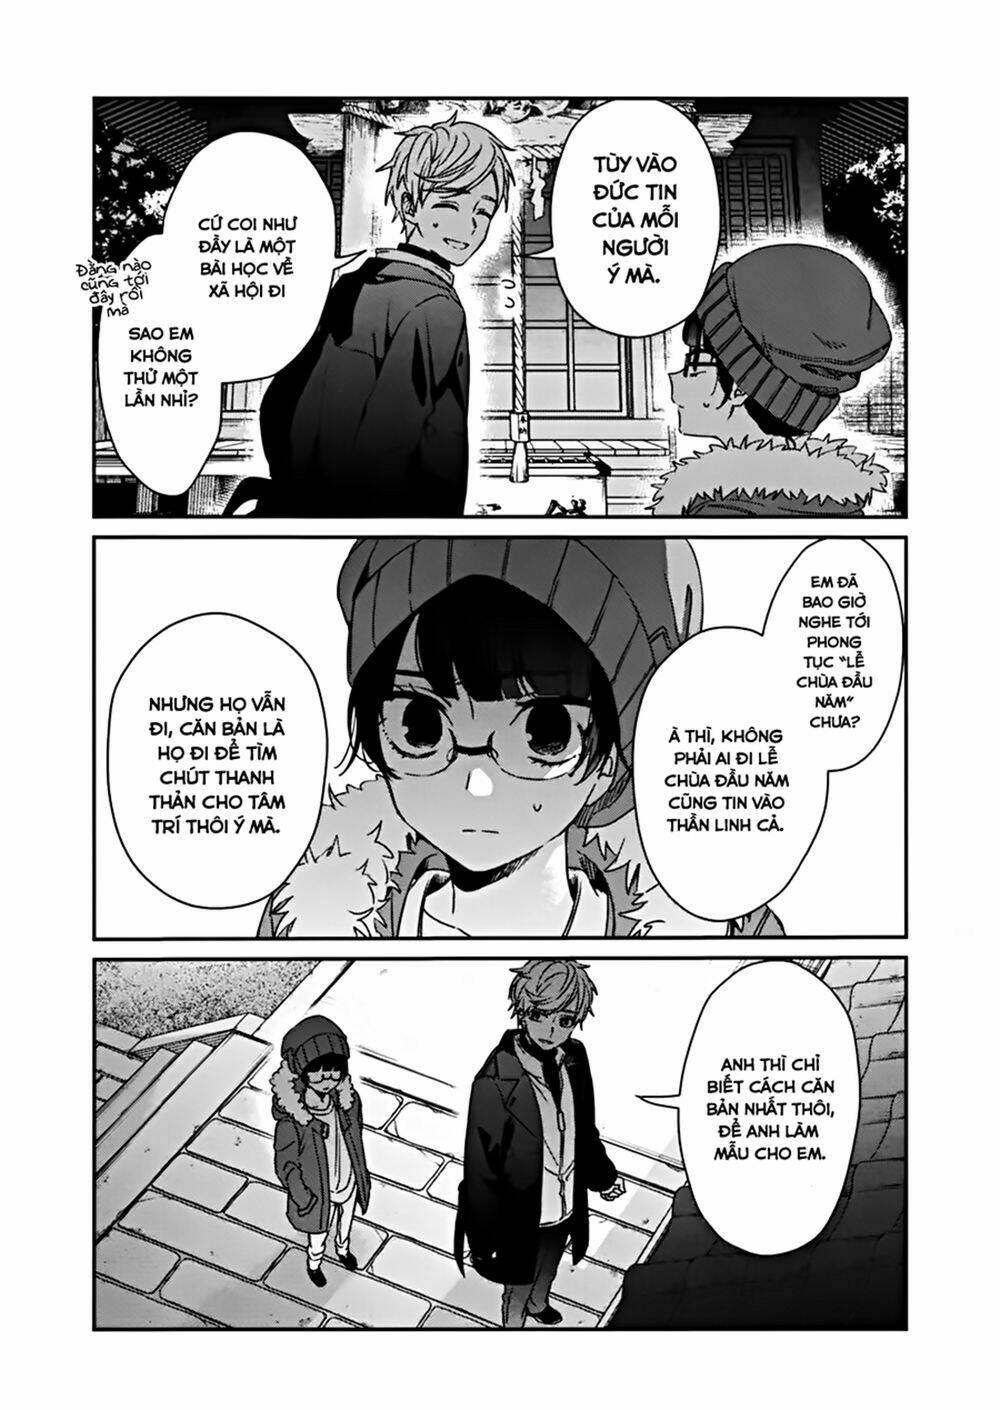 TÙY VÀO
ĐỨC TIN
CỦA MỖI
NGƯỜI
Ý MÀ.
CỨ COI NHƯ
ĐẤY LÀ MỘT
BÀI HỌC VỀ
XÃ HỘI ĐI
Đằng nào
cũng tới
đây rồi
mà
SAO EM
KHÔNG
THỬ MỘT
LẦN NHỈ?
EM ĐÃ
BAO GIỜ
NGHE TỚI
PHONG
TỤC “LỄ
CHÙA ĐẦU
NĂM”
CHƯA?
À THÌ, KHÔNG
PHẢI AI ĐI LỄ
CHÙA ĐẦU NĂM
CŨNG TIN VÀO
THẦN LINH CẢ.
NHƯNG HỌ VẪN
ĐI, CĂN BẢN LÀ
HỌ ĐI ĐỂ TÌM
CHÚT THANH
THẢN CHO TÂM
TRÍ THÔI Ý MÀ.
ANH THÌ CHỈ
BIẾT CÁCH CĂN
BẢN NHẤT THÔI,
ĐỂ ANH LÀM
MẪU CHO EM.